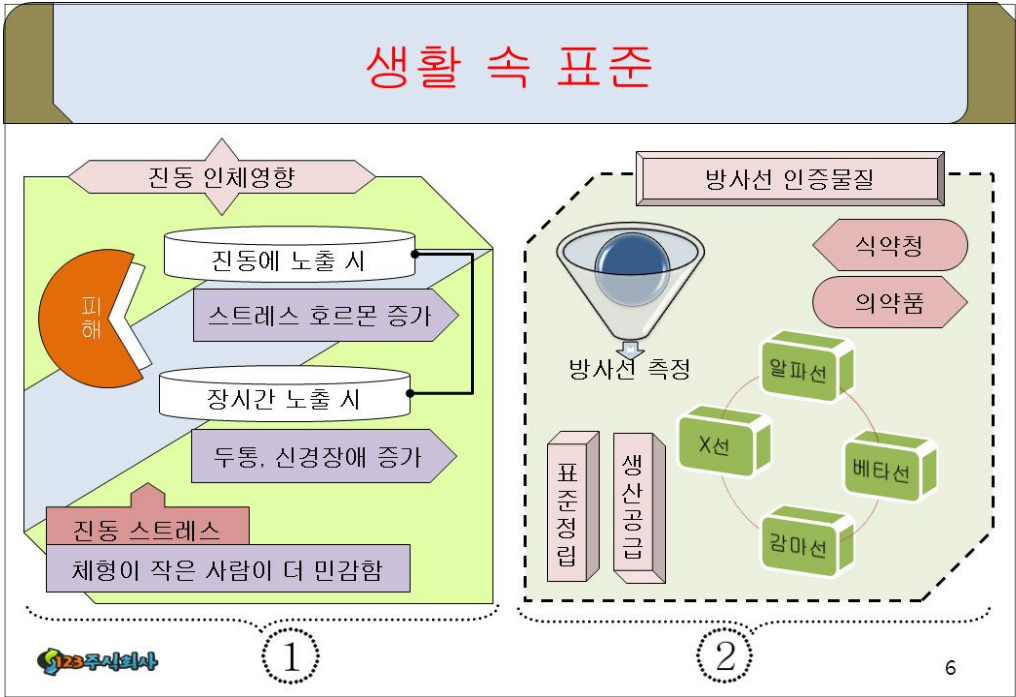 생활 속 표준
진동 인체영향
진동에 노출 시
스트레스 호르몬 증가
피해
장시간 노출 시
두통, 신경장애 증가
진동 스트레스
체형이 작은 사람이 더 민감함
1
방사선 인증물질
식약청
의약품
방사선 측정
알파선
X선
베타선
감마선
표준정립
생산공급
2
123주식회사
6